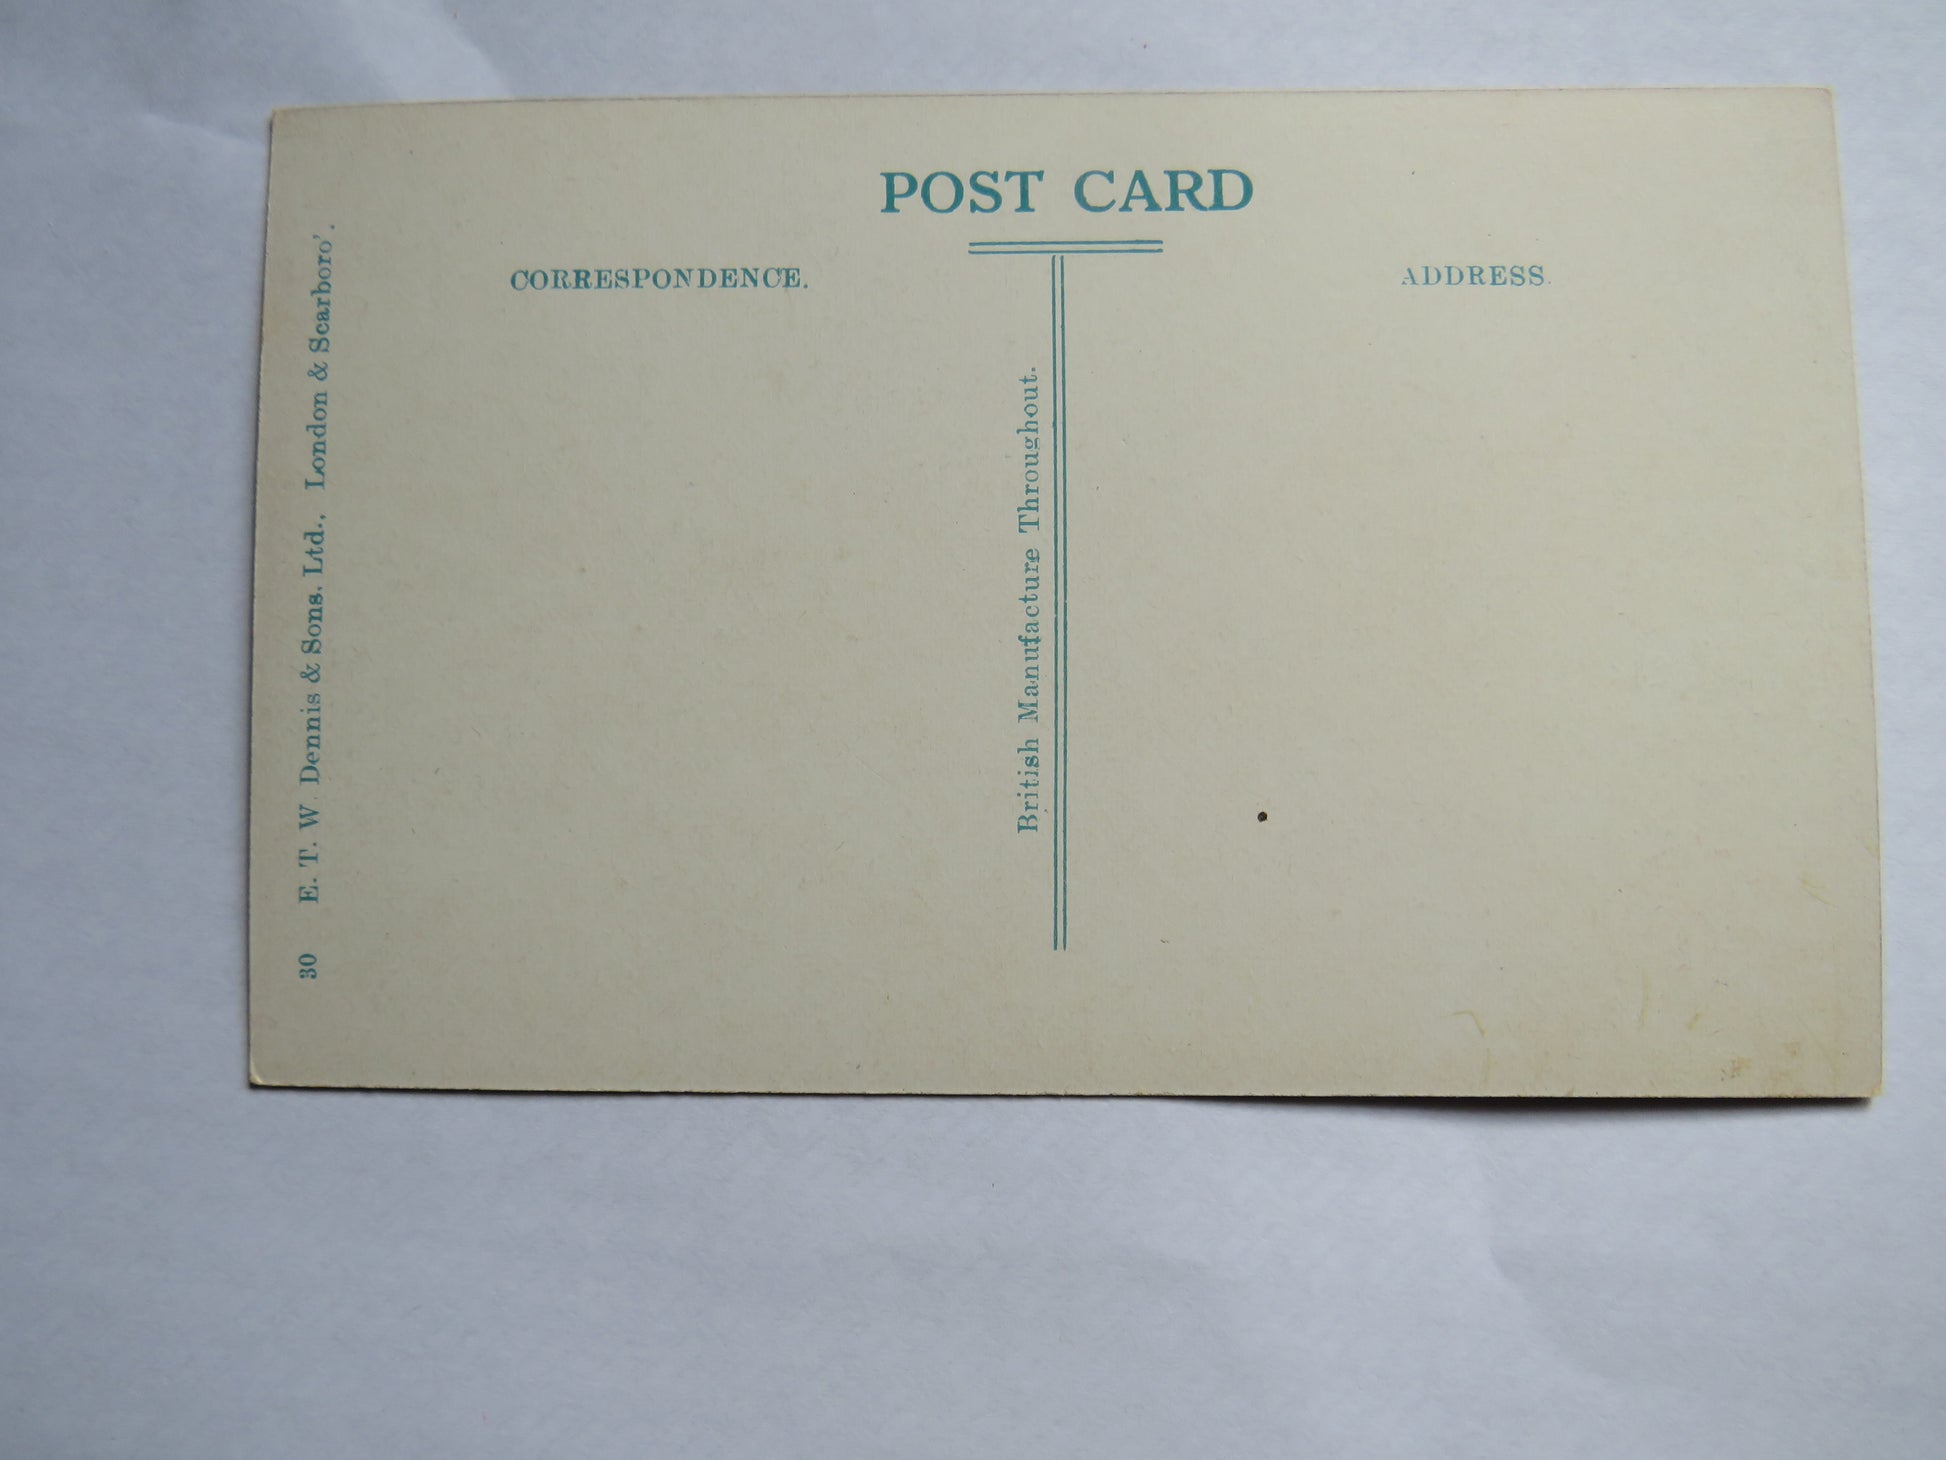 POST CARD
CORRESPONDENCE.
ADDRESS.
British Manufacture Throughout.
30 E. T. W. Dennis & Sons, Ltd., London & Scarboro'.